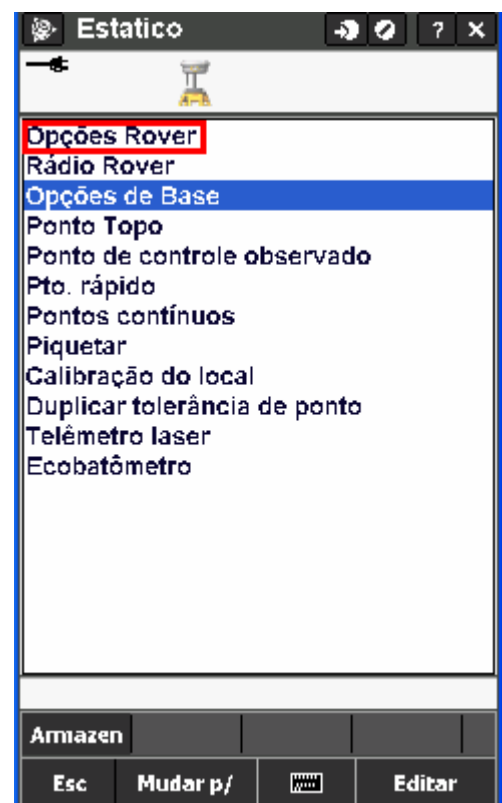 Estatico
? x
Opções Rover
Rádio Rover
Opções de Base
Ponto Topo
Ponto de controle observado
Pto. rápido
Pontos contínuos
Piquetar
Calibração do local
Duplicar tolerância de ponto
Telêmetro laser
Ecobatômetro
Armazen
Esc Mudar p/ Editar